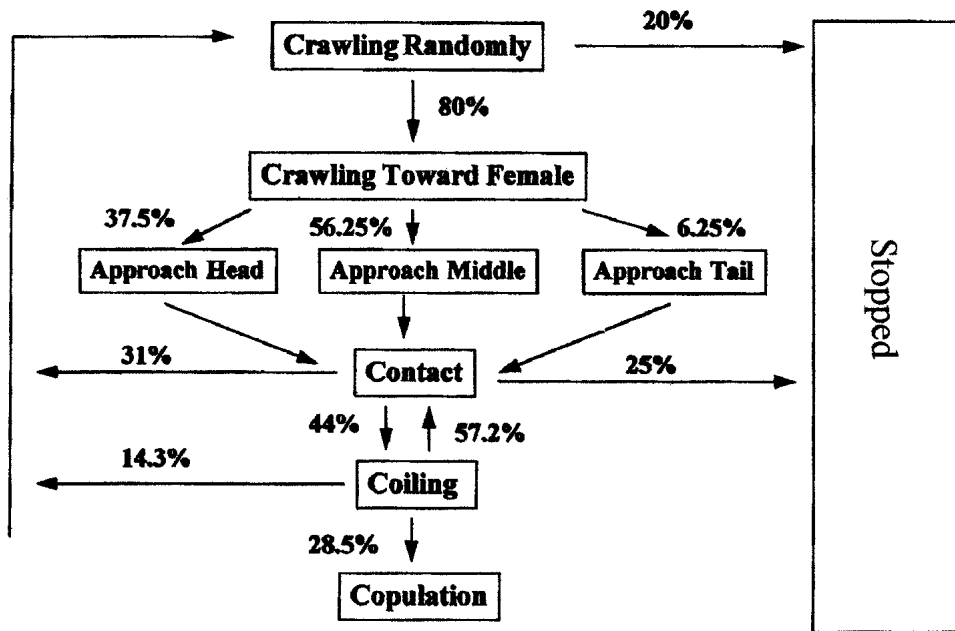 Crawling Randomly
20%
80%
Crawling Toward Female
37.5%
56.25%
6.25%
Approach Head
Approach Middle
Approach Tail
Stopped
31%
Contact
25%
44%
57.2%
14.3%
Coiling
28.5%
Copulation